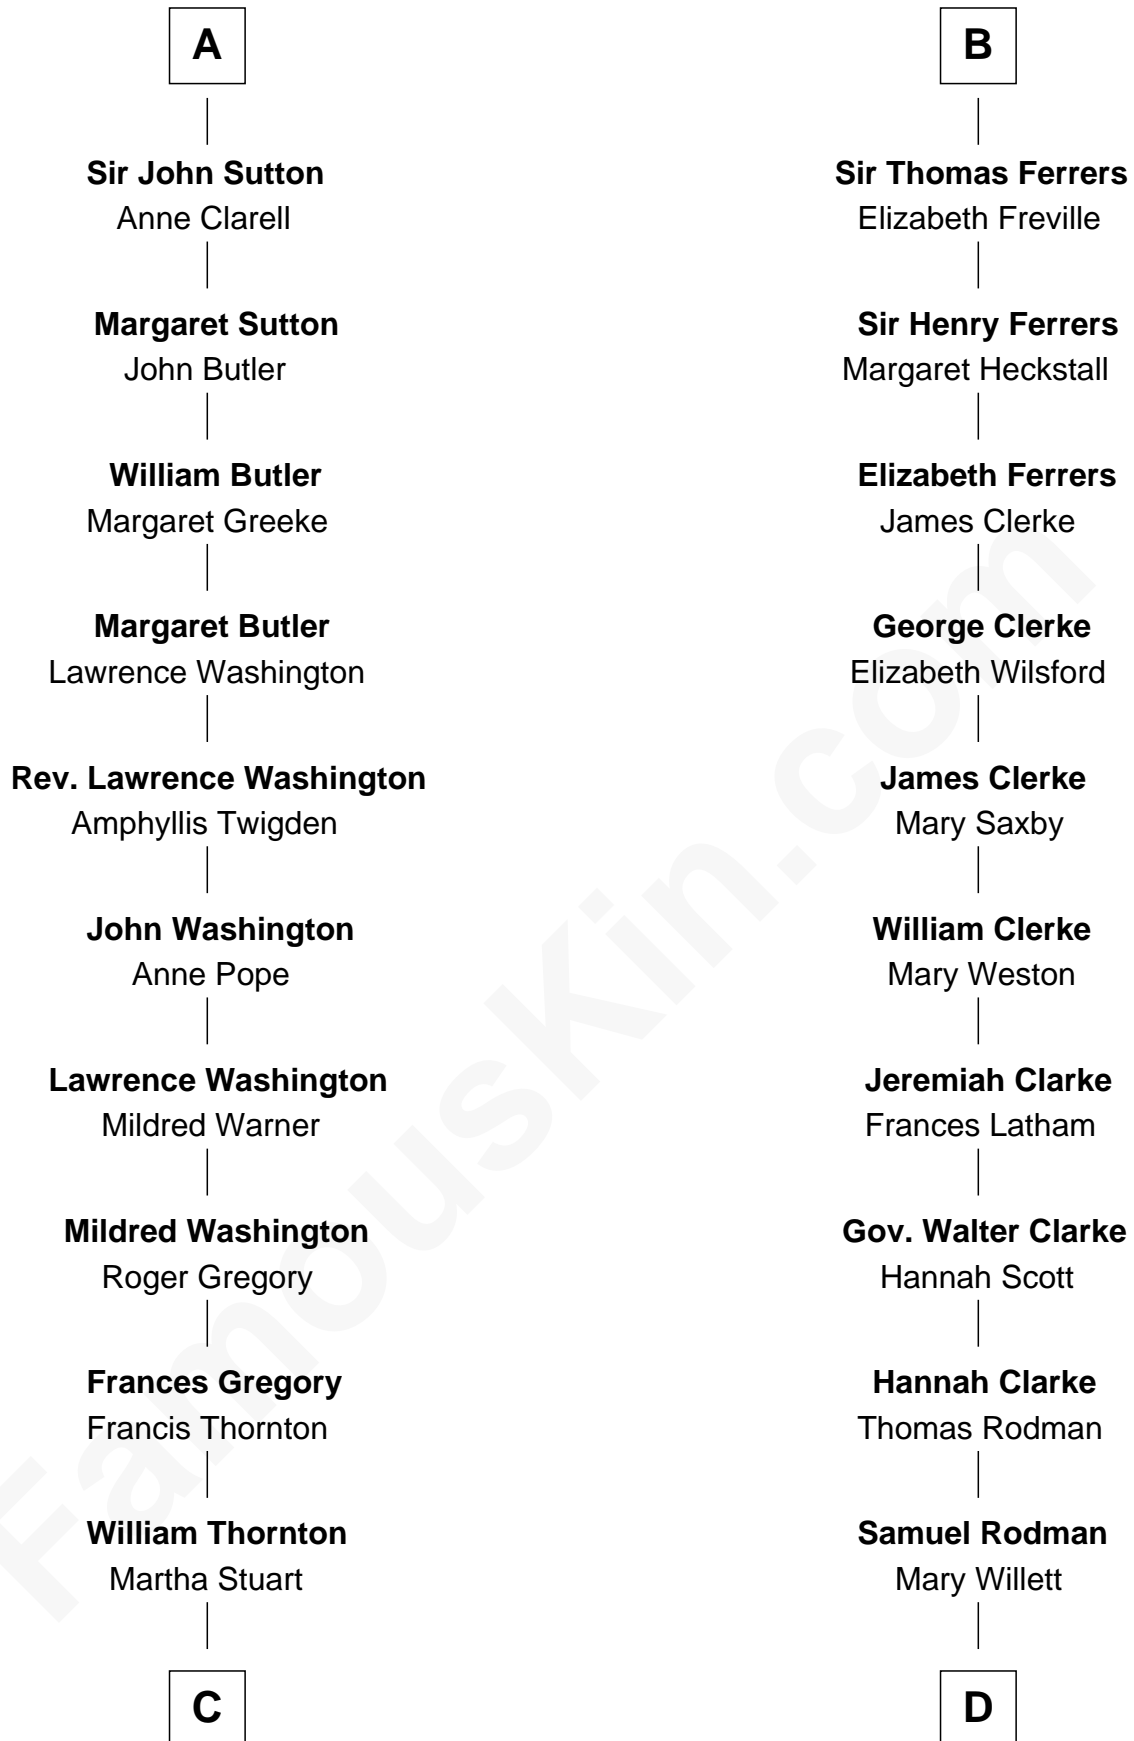 A
Sir John Sutton
Anne Clarell
Margaret Sutton
John Butler
William Butler
Margaret Greeke
Margaret Butler
Lawrence Washington
Rev. Lawrence Washington
Amphyllis Twigden
John Washington
Anne Pope
Lawrence Washington
Mildred Warner
Mildred Washington
Roger Gregory
Frances Gregory
Francis Thornton
William Thornton
Martha Stuart
C
B
Sir Thomas Ferrers
Elizabeth Freville
Sir Henry Ferrers
Margaret Heckstall
Elizabeth Ferrers
James Clerke
George Clerke
Elizabeth Wilsford
James Clerke
Mary Saxby
William Clerke
Mary Weston
Jeremiah Clarke
Frances Latham
Gov. Walter Clarke
Hannah Scott
Hannah Clarke
Thomas Rodman
Samuel Rodman
Mary Willett
D
FamousKin.com